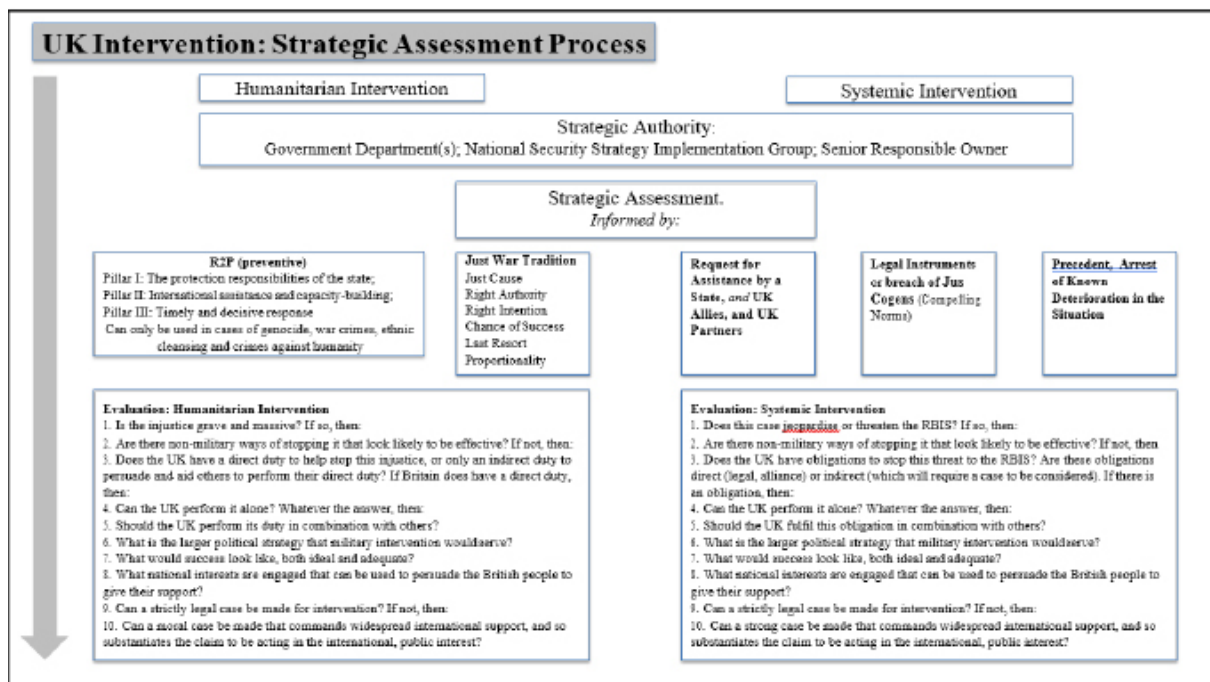 UK Intervention: Strategic Assessment Process
Humanitarian Intervention
Systemic Intervention
Strategic Authority:
Government Department(s); National Security Strategy Implementation Group; Senior Responsible Owner
Strategic Assessment.
Informed by:
R2P (preventive)
Pillar I: The protection responsibilities of the state;
Pillar II: International assistance and capacity-building;
Pillar III: Timely and decisive response
Can only be used in cases of genocide, war crimes, ethnic
cleansing and crimes against humanity
Just War Tradition
Just Cause
Right Authority
Right Intention
Chance of Success
Last Resort
Proportionality
Request for
Assistance by a
State, and UK
Allies, and UK
Partners
Legal Instruments
or breach of Jus
Cogens (Compelling
Norms)
Precedent, Arrest
of Known
Deterioration in the
Situation
Evaluation: Humanitarian Intervention
1. Is the injustice grave and massive? If so, then:
2. Are there non-military ways of stopping it that look likely to be effective? If not, then:
3. Does the UK have a direct duty to help stop this injustice, or only an indirect duty to
persuade and aid others to perform their direct duty? If Britain does have a direct duty,
then:
4. Can the UK perform it alone? Whatever the answer, then:
5. Should the UK perform its duty in combination with others?
6. What is the larger political strategy that military intervention wouldserve?
7. What would success look like, both ideal and adequate?
8. What national interests are engaged that can be used to persuade the British people to
give their support?
9. Can a strictly legal case be made for intervention? If not, then:
10. Can a moral case be made that commands widespread international support, and so
substantiates the claim to be acting in the international, public interest?
Evaluation: Systemic Intervention
1. Does this case jeopardise or threaten the RBIS? If so, then:
2. Are there non-military ways of stopping it that look likely to be effective? If not, then
3. Does the UK have obligations to stop this threat to the RBIS? Are these obligations
direct (legal, alliance) or indirect (which will require a case to be considered). If there is
an obligation, then:
4. Can the UK perform it alone? Whatever the answer, then:
5. Should the UK fulfil this obligation in combination with others?
6. What is the larger political strategy that military intervention wouldserve?
7. What would success look like, both ideal and adequate?
8. What national interests are engaged that can be used to persuade the British people to
give their support?
9. Can a strictly legal case be made for intervention? If not, then:
10. Can a strong case be made that commands widespread international support, and so
substantiates the claim to be acting in the international, public interest?